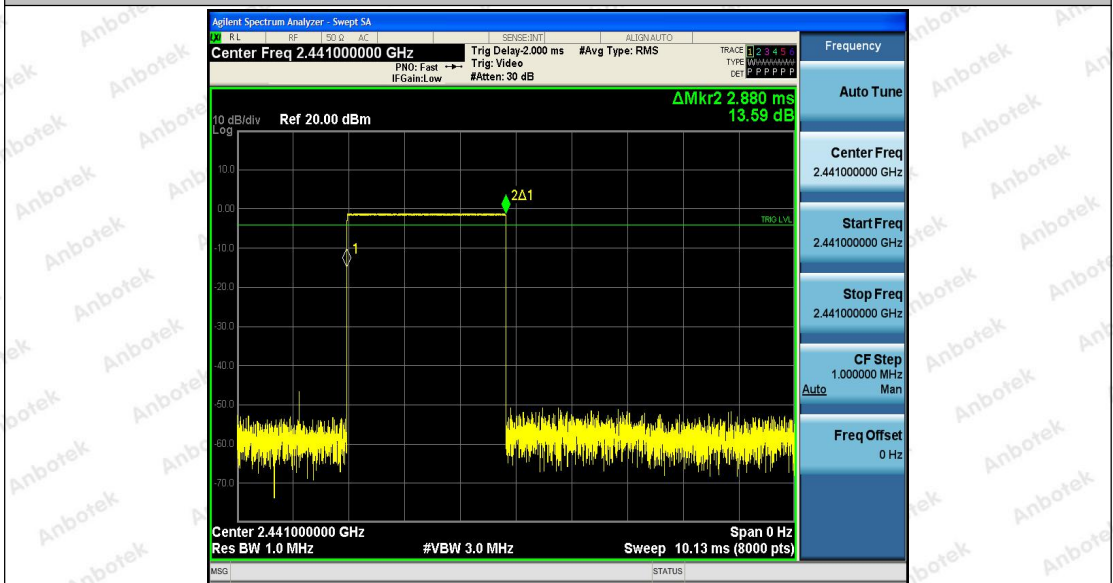 Agilent Spectrum Analyzer - Swept SA
RL RF 50 Ω AC SENSE:INT ALIGNAUTO
Center Freq 2.441000000 GHz
PNO: Fast
IFGain:Low
Trig Delay-2.000 ms
Trig: Video
#Atten: 30 dB
#Avg Type: RMS
TRACE 1 2 3 4 5 6
TYPE
DET P P P P P P
ΔMkr2 2.880 ms
13.59 dB
10 dB/div Ref 20.00 dBm
Log
10.0
0.00
-10.0
-20.0
-30.0
-40.0
-50.0
-60.0
-70.0
2Δ1
1
TRIG LVL
Center 2.441000000 GHz Span 0 Hz
Res BW 1.0 MHz #VBW 3.0 MHz Sweep 10.13 ms (8000 pts)
MSG STATUS
Frequency
Auto Tune
Center Freq
2.441000000 GHz
Start Freq
2.441000000 GHz
Stop Freq
2.441000000 GHz
CF Step
1.000000 MHz
Auto Man
Freq Offset
0 Hz
Anbotek